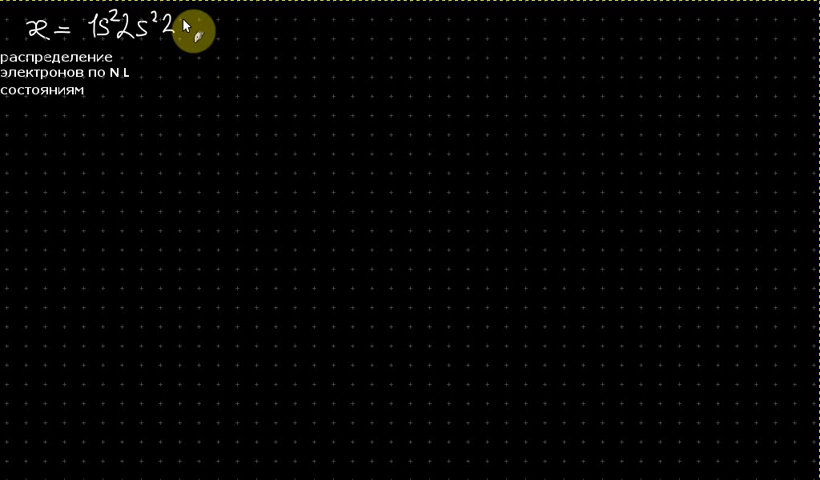 æ = 1s²2s²2
распределение
электронов по N L
состояниям